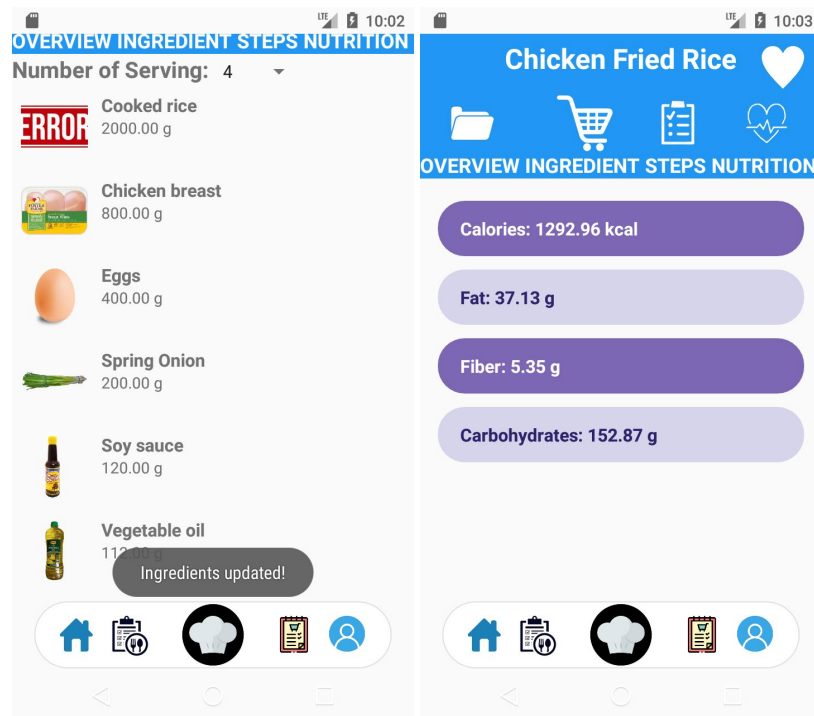 LTE 10:02
OVERVIEW INGREDIENT STEPS NUTRITION
Number of Serving: 4
ERROR
Cooked rice
2000.00 g
Chicken breast
800.00 g
Eggs
400.00 g
Spring Onion
200.00 g
Soy sauce
120.00 g
Vegetable oil
112.00 g
Ingredients updated!
LTE 10:03
Chicken Fried Rice
OVERVIEW INGREDIENT STEPS NUTRITION
Calories: 1292.96 kcal
Fat: 37.13 g
Fiber: 5.35 g
Carbohydrates: 152.87 g